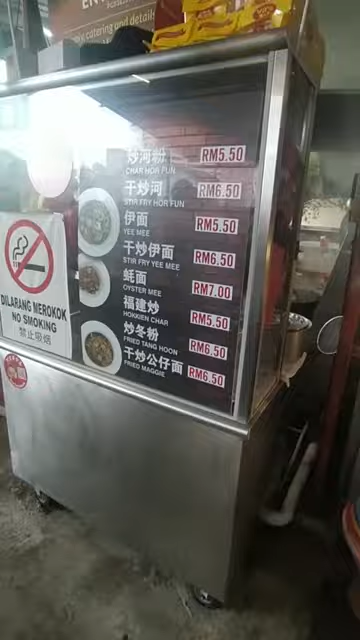 catering and details
炒河粉
CHAR HOR FUN
RM5.50
干炒河
STIR FRY HOR FUN
RM6.50
伊面
YEE MEE
RM5.50
干炒伊面
STIR FRY YEE MEE
RM6.50
蚝面
OYSTER MEE
RM7.00
福建炒
HOKKIEN CHAR
RM5.50
炒冬粉
FRIED TANG HOON
RM6.50
干炒公仔面
FRIED MAGGIE
RM6.50
DILARANG MEROKOK
NO SMOKING
禁止吸烟